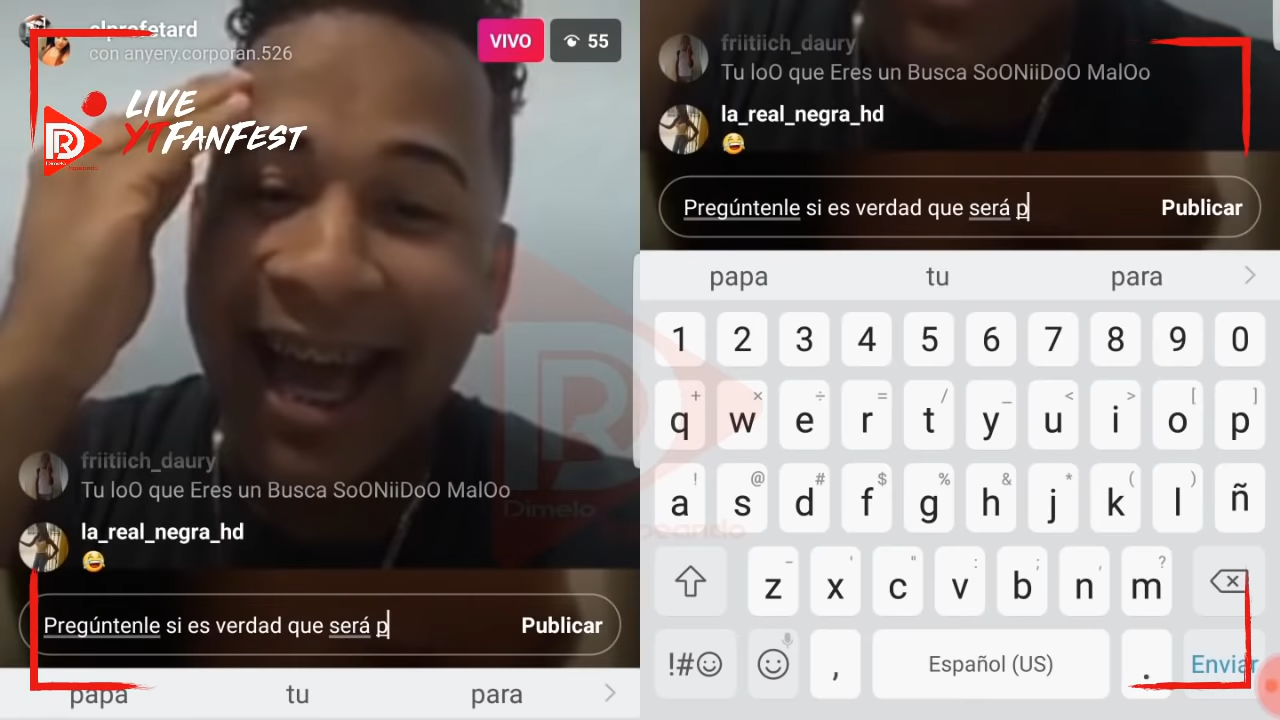 elprofetard
con anyery.corporan.526
VIVO
55
LIVE
YTFANFEST
Dimelo
friitiich_daury
Tu loO que Eres un Busca SoONiiDoO MalOo
la_real_negra_hd
Pregúntenle si es verdad que será p
Publicar
papa tu para
friitiich_daury
Tu loO que Eres un Busca SoONiiDoO MalOo
la_real_negra_hd
Pregúntenle si es verdad que será p
Publicar
papa tu para
1 2 3 4 5 6 7 8 9 0
+ × ÷ = / _ < > [ ]
q w e r t y u i o p
! @ # $ % & * ( )
a s d f g h j k l ñ
- ' " : ; , ?
z x c v b n m
!#☺ , Español (US) . Enviar
Dimelo